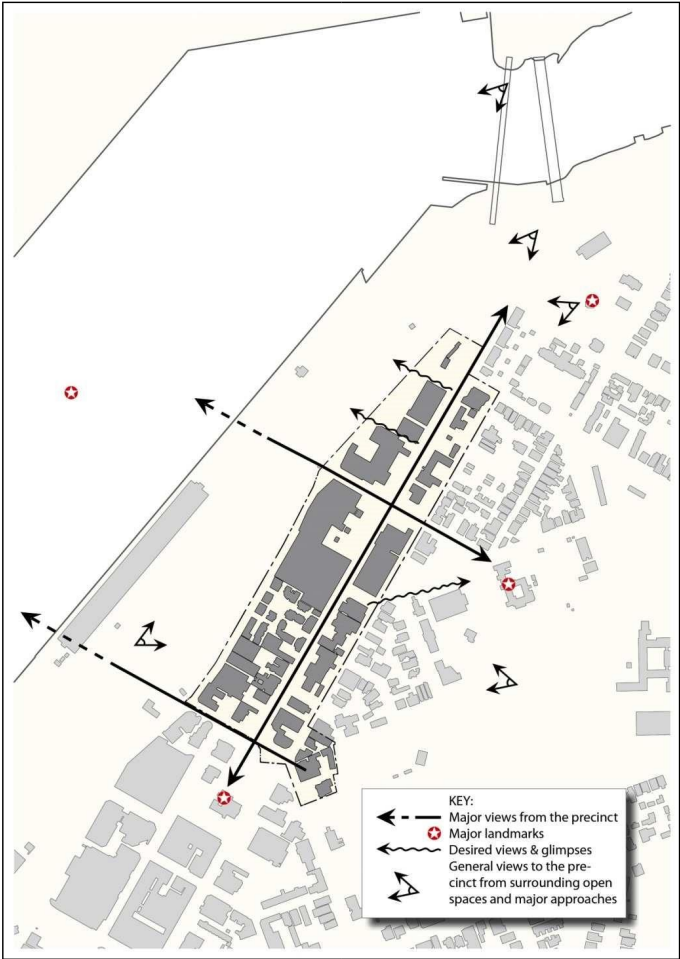 KEY:
Major views from the precinct
Major landmarks
Desired views & glimpses
General views to the pre-
cinct from surrounding open
spaces and major approaches